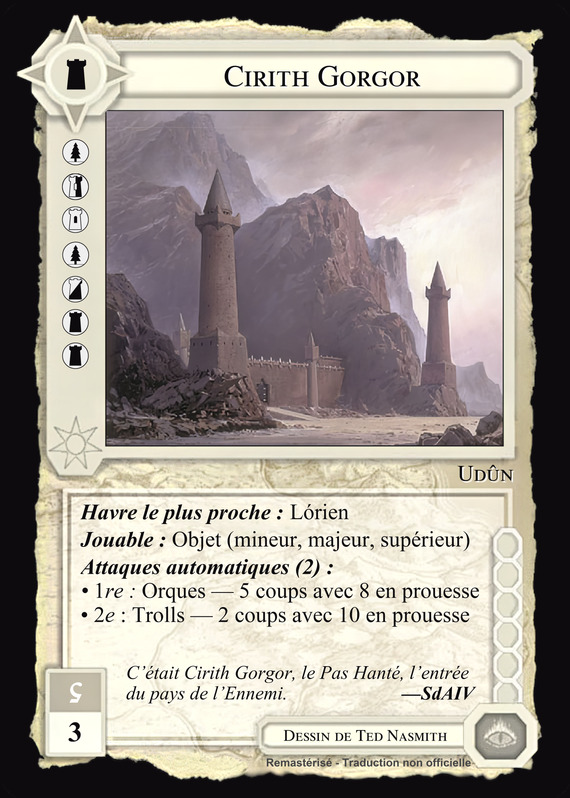 Cirith Gorgor
Udûn
Havre le plus proche : Lórien
Jouable : Objet (mineur, majeur, supérieur)
Attaques automatiques (2) :
• 1re : Orques — 5 coups avec 8 en prouesse
• 2e : Trolls — 2 coups avec 10 en prouesse
C’était Cirith Gorgor, le Pas Hanté, l’entrée
du pays de l’Ennemi. —SdAIV
3
Dessin de Ted Nasmith
Remastérisé - Traduction non officielle